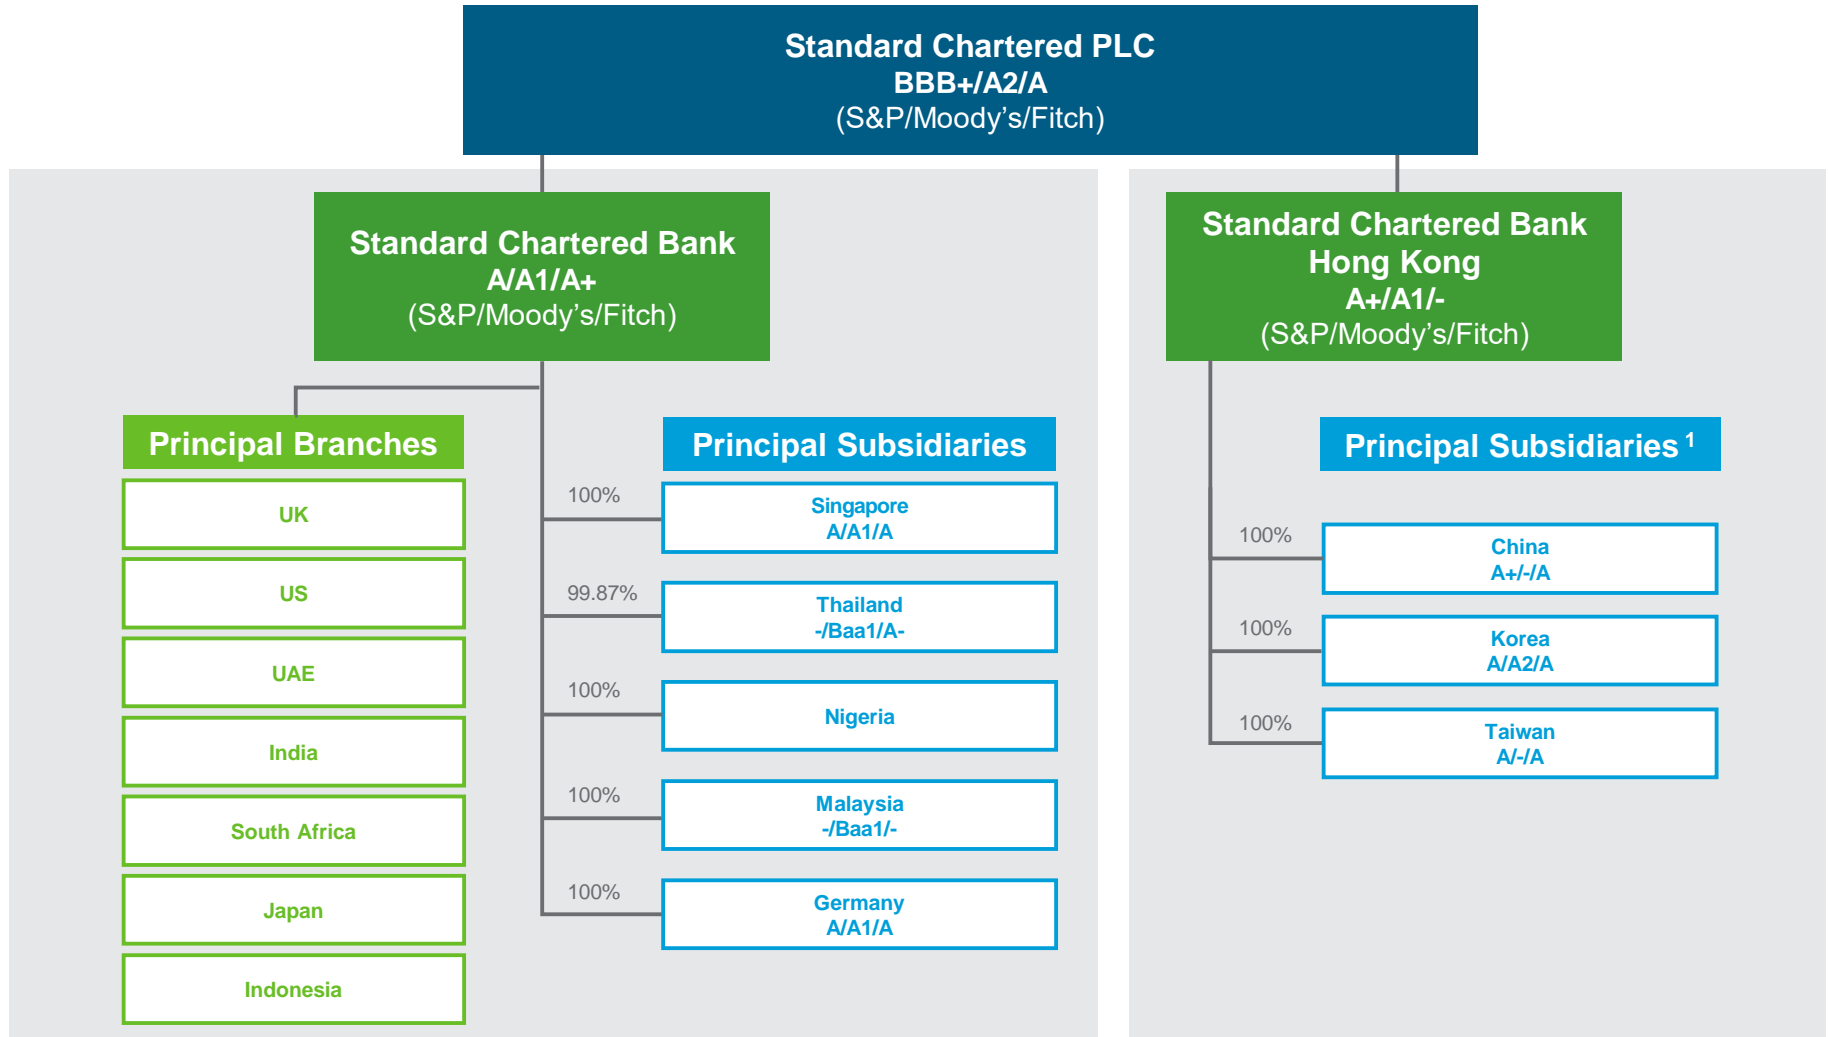 Standard Chartered PLC
BBB+/A2/A
(S&P/Moody’s/Fitch)
Standard Chartered Bank
A/A1/A+
(S&P/Moody’s/Fitch)
Principal Branches
UK
US
UAE
India
South Africa
Japan
Indonesia
Principal Subsidiaries
100%
Singapore
A/A1/A
99.87%
Thailand
-/Baa1/A-
100%
Nigeria
100%
Malaysia
-/Baa1/-
100%
Germany
A/A1/A
Standard Chartered Bank
Hong Kong
A+/A1/-
(S&P/Moody’s/Fitch)
Principal Subsidiaries 1
100%
China
A+/-/A
100%
Korea
A/A2/A
100%
Taiwan
A/-/A